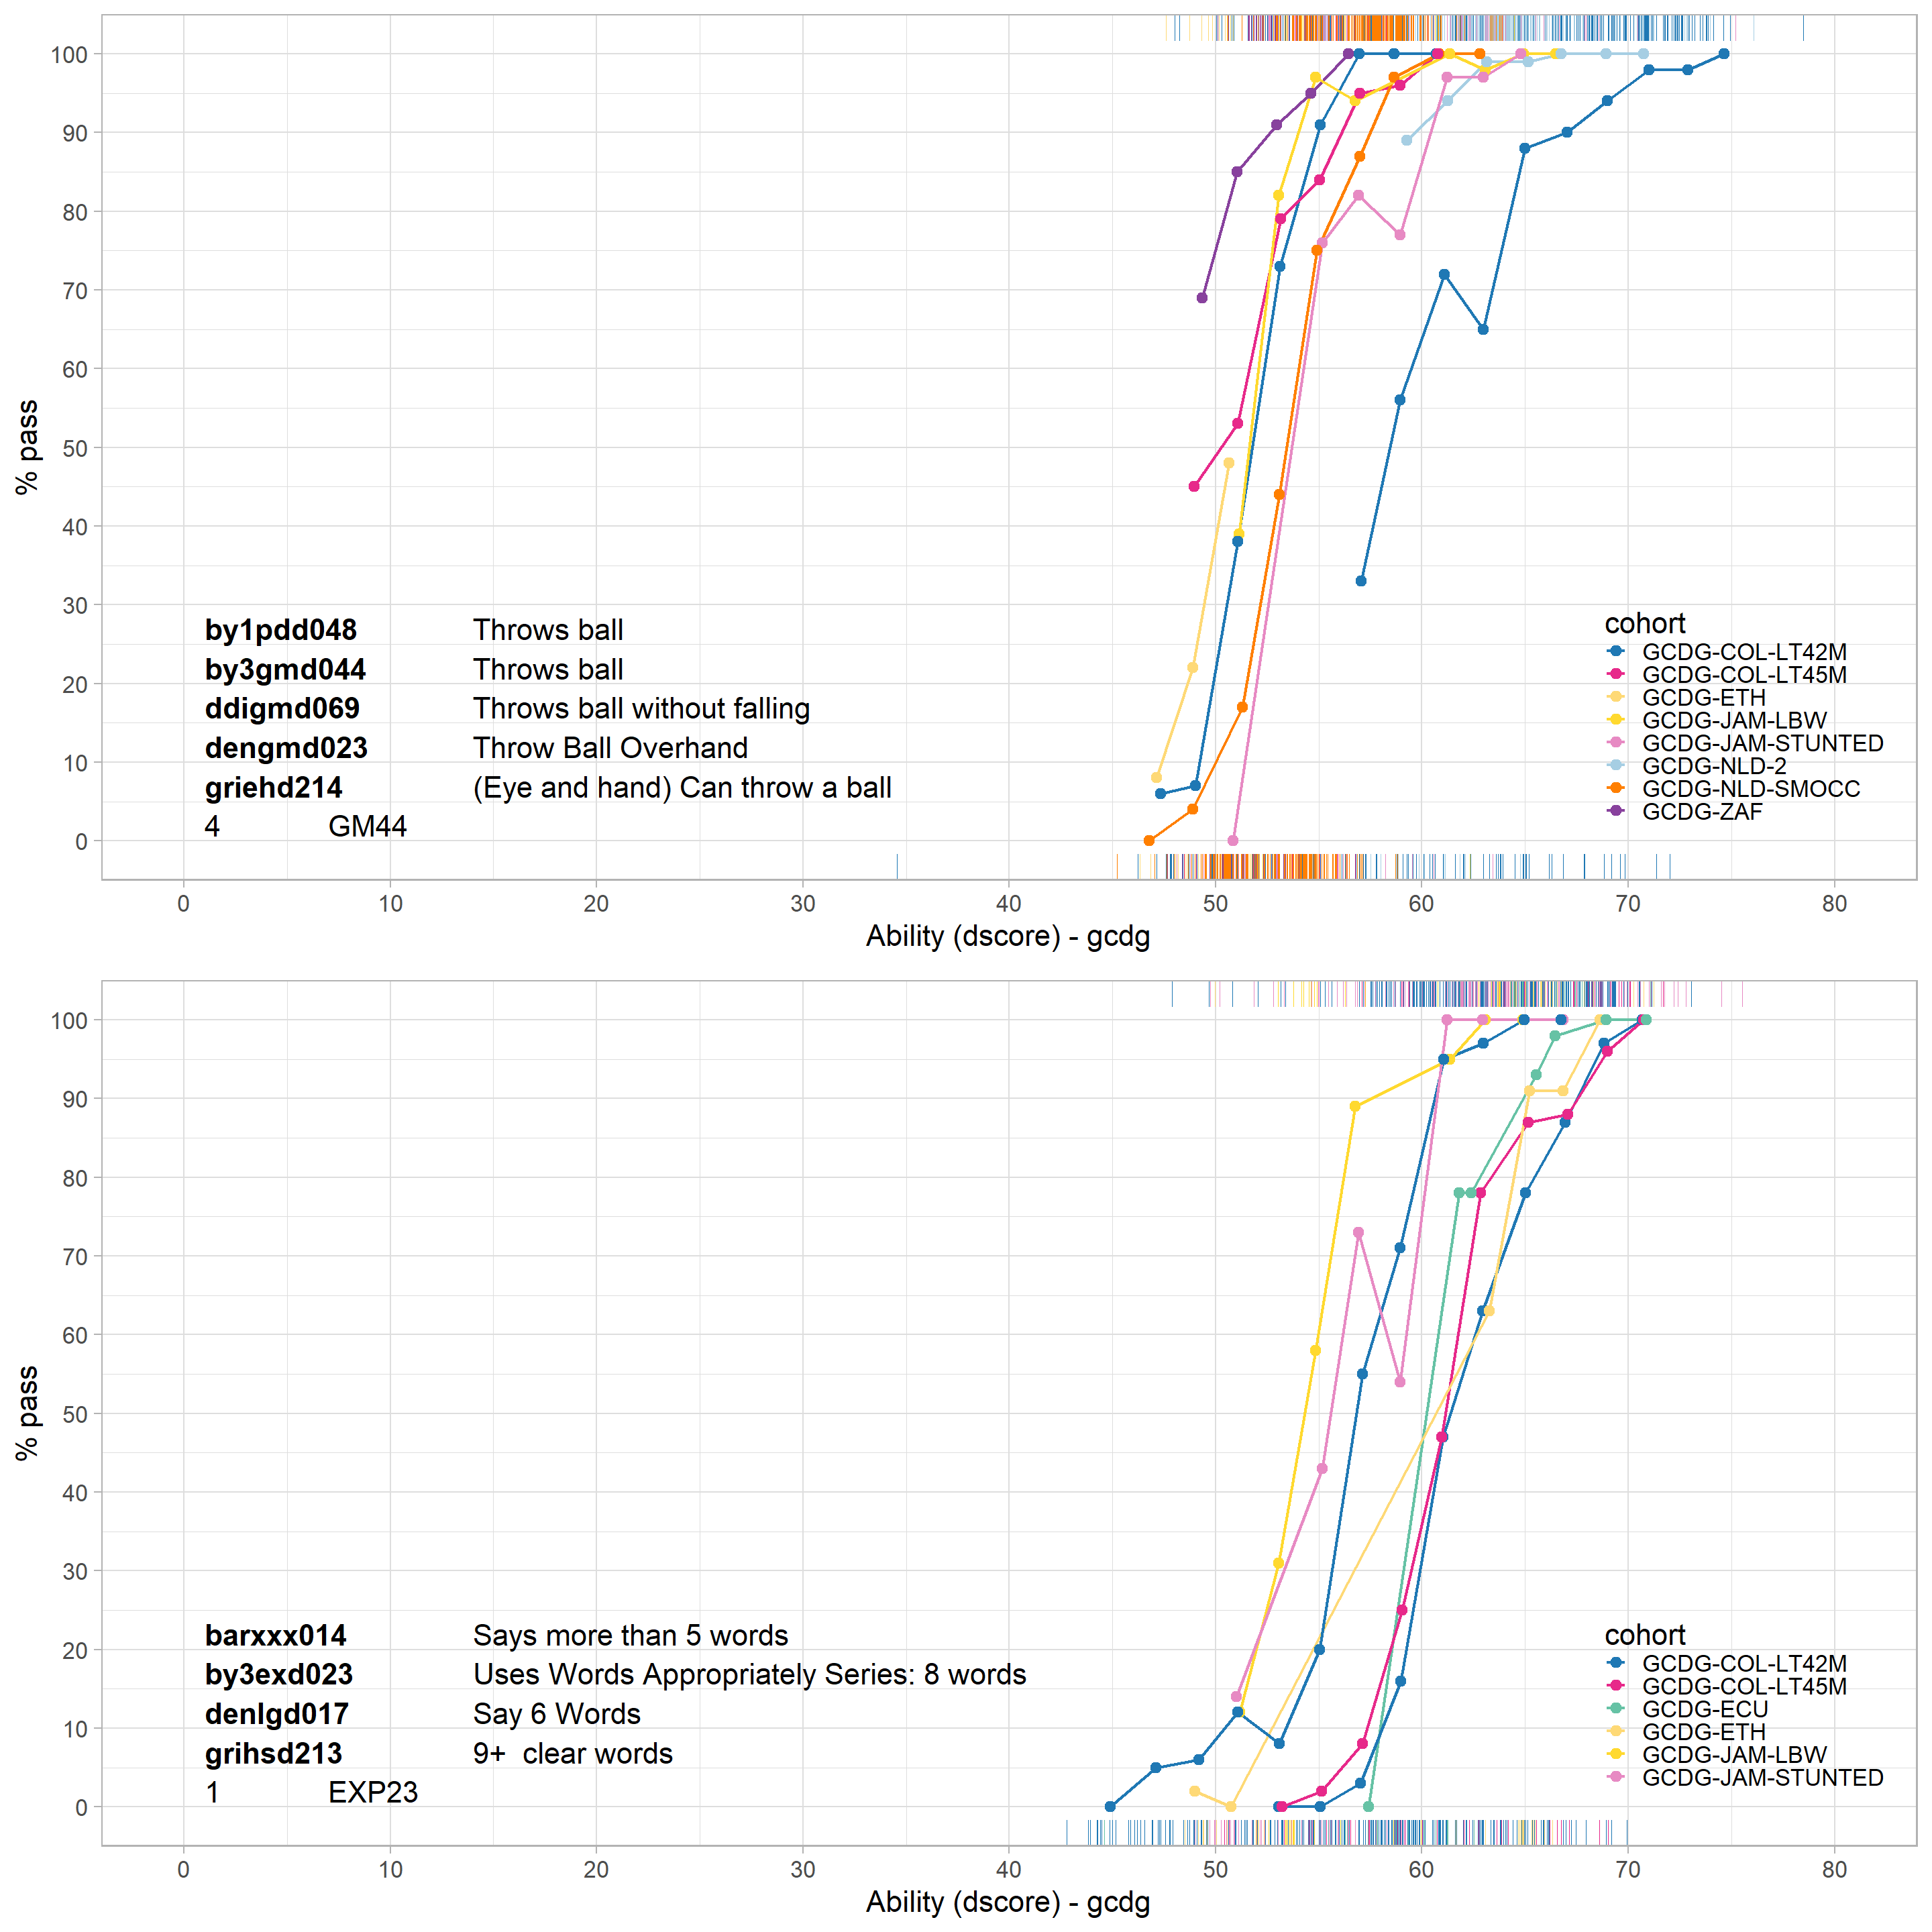 100
90
80
70
60
50
40
30
20
10
0
% pass
by1pdd048 Throws ball
by3gmd044 Throws ball
ddigmd069 Throws ball without falling
dengmd023 Throw Ball Overhand
griehd214 (Eye and hand) Can throw a ball
4 GM44
cohort
GCDG-COL-LT42M
GCDG-COL-LT45M
GCDG-ETH
GCDG-JAM-LBW
GCDG-JAM-STUNTED
GCDG-NLD-2
GCDG-NLD-SMOCC
GCDG-ZAF
0 10 20 30 40 50 60 70 80
Ability (dscore) - gcdg
100
90
80
70
60
50
40
30
20
10
0
% pass
barxxx014 Says more than 5 words
by3exd023 Uses Words Appropriately Series: 8 words
denlgd017 Say 6 Words
grihsd213 9+ clear words
1 EXP23
cohort
GCDG-COL-LT42M
GCDG-COL-LT45M
GCDG-ECU
GCDG-ETH
GCDG-JAM-LBW
GCDG-JAM-STUNTED
0 10 20 30 40 50 60 70 80
Ability (dscore) - gcdg